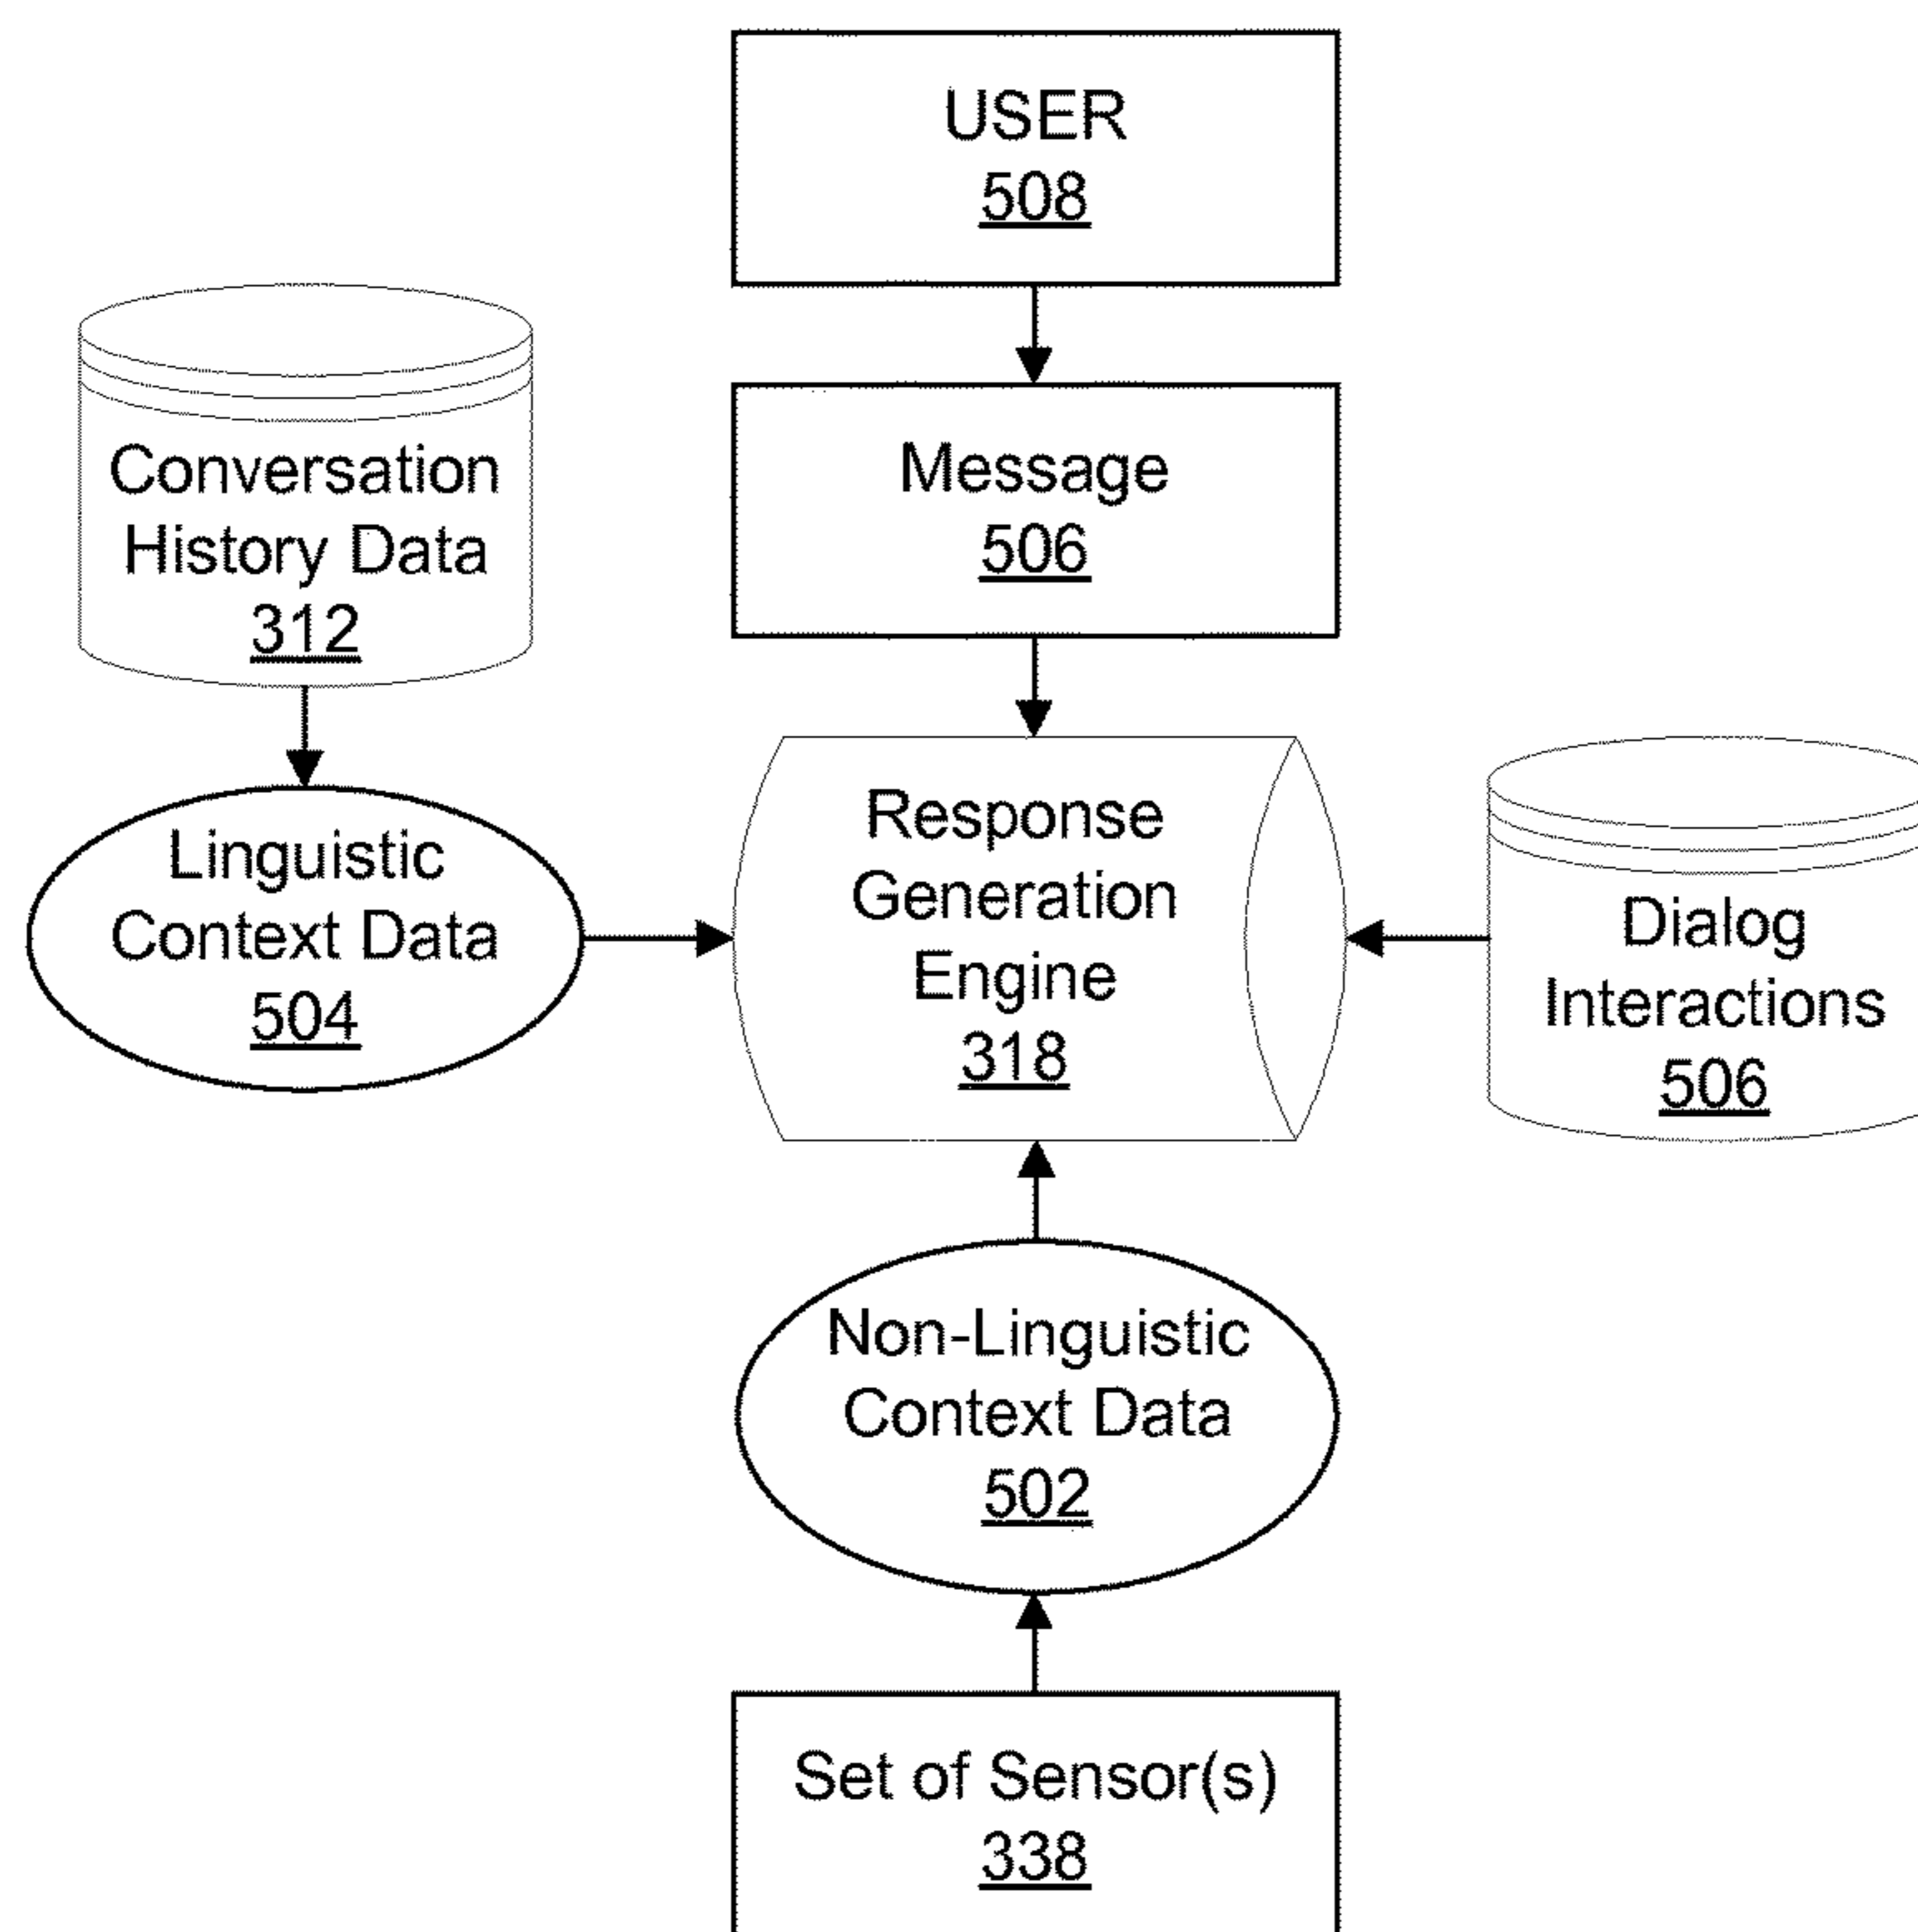 USER
508
Conversation
History Data
312
Message
506
Linguistic
Context Data
504
Response
Generation
Engine
318
Dialog
Interactions
506
Non-Linguistic
Context Data
502
Set of Sensor(s)
338